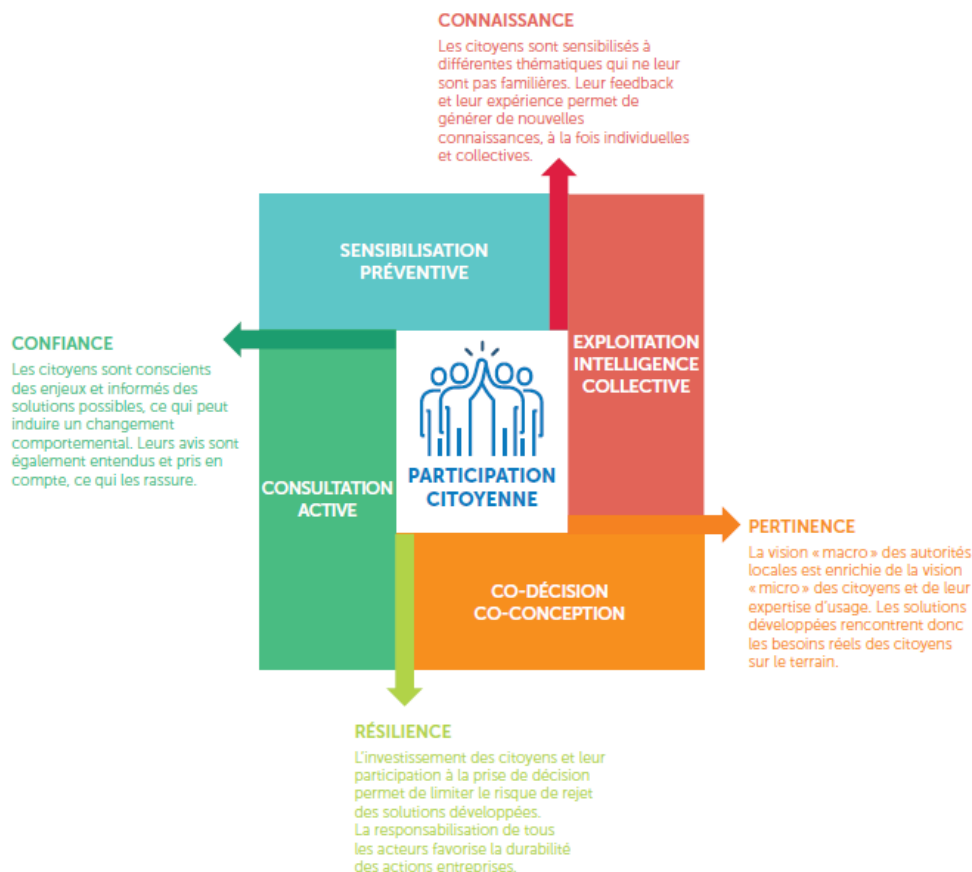 CONNAISSANCE
Les citoyens sont sensibilisés à
différentes thématiques qui ne leur
sont pas familières. Leur feedback
et leur expérience permet de
générer de nouvelles
connaissances, à la fois individuelles
et collectives.
SENSIBILISATION
PRÉVENTIVE
CONFIANCE
Les citoyens sont conscients
des enjeux et informés des
solutions possibles, ce qui peut
induire un changement
comportemental. Leurs avis sont
également entendus et pris en
compte, ce qui les rassure.
EXPLOITATION
INTELLIGENCE
COLLECTIVE
CONSULTATION
ACTIVE
PARTICIPATION
CITOYENNE
PERTINENCE
La vision « macro » des autorités
locales est enrichie de la vision
« micro » des citoyens et de leur
expertise d'usage. Les solutions
développées rencontrent donc
les besoins réels des citoyens
sur le terrain.
CO-DÉCISION
CO-CONCEPTION
RÉSILIENCE
L'investissement des citoyens et leur
participation à la prise de décision
permet de limiter le risque de rejet
des solutions développées.
La responsabilisation de tous
les acteurs favorise la durabilité
des actions entreprises.